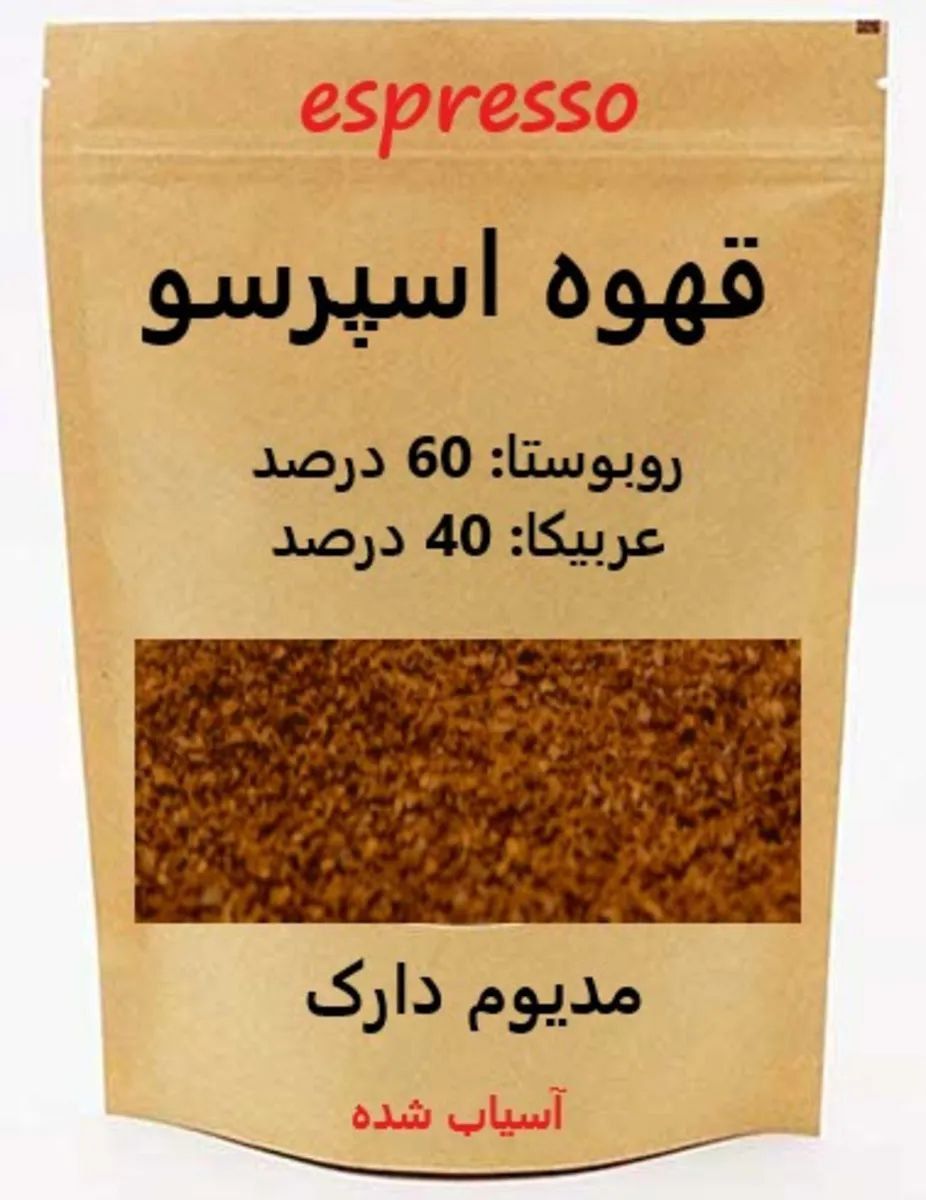 espresso
قهوه اسپرسو
روبوستا: 60 درصد
عربیکا: 40 درصد
مدیوم دارک
آسیاب شده